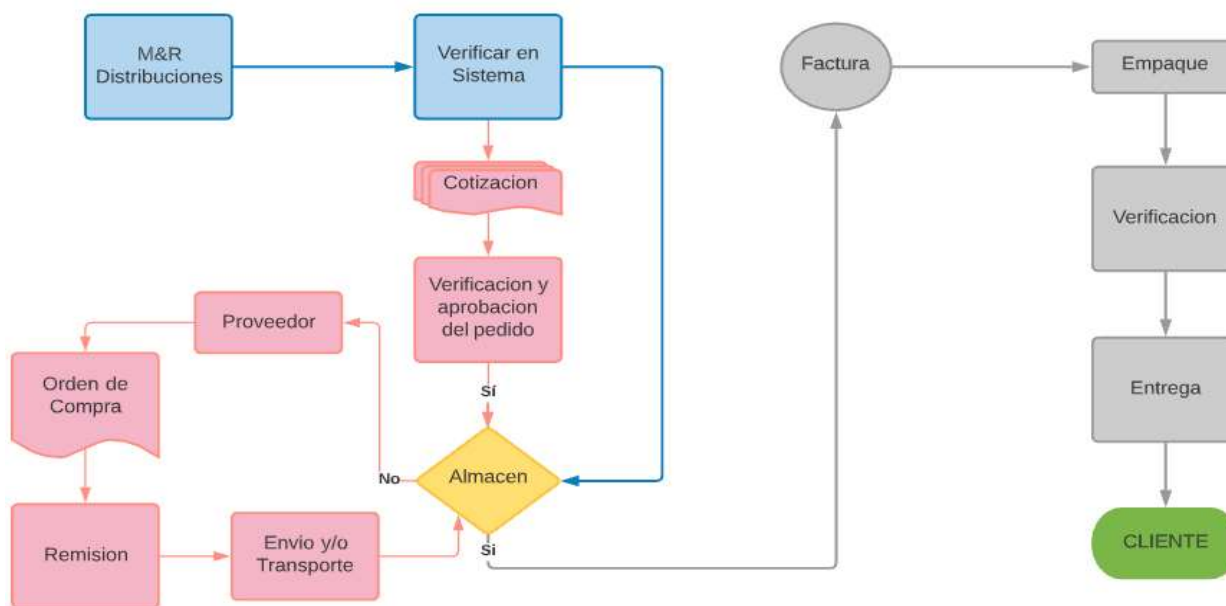 M&R
Distribuciones
Verificar en
Sistema
Cotizacion
Verificacion y
aprobacion
del pedido
Sí
Proveedor
Orden de
Compra
No
Almacen
Remision
Envio y/o
Transporte
Si
Factura
Empaque
Verificacion
Entrega
CLIENTE